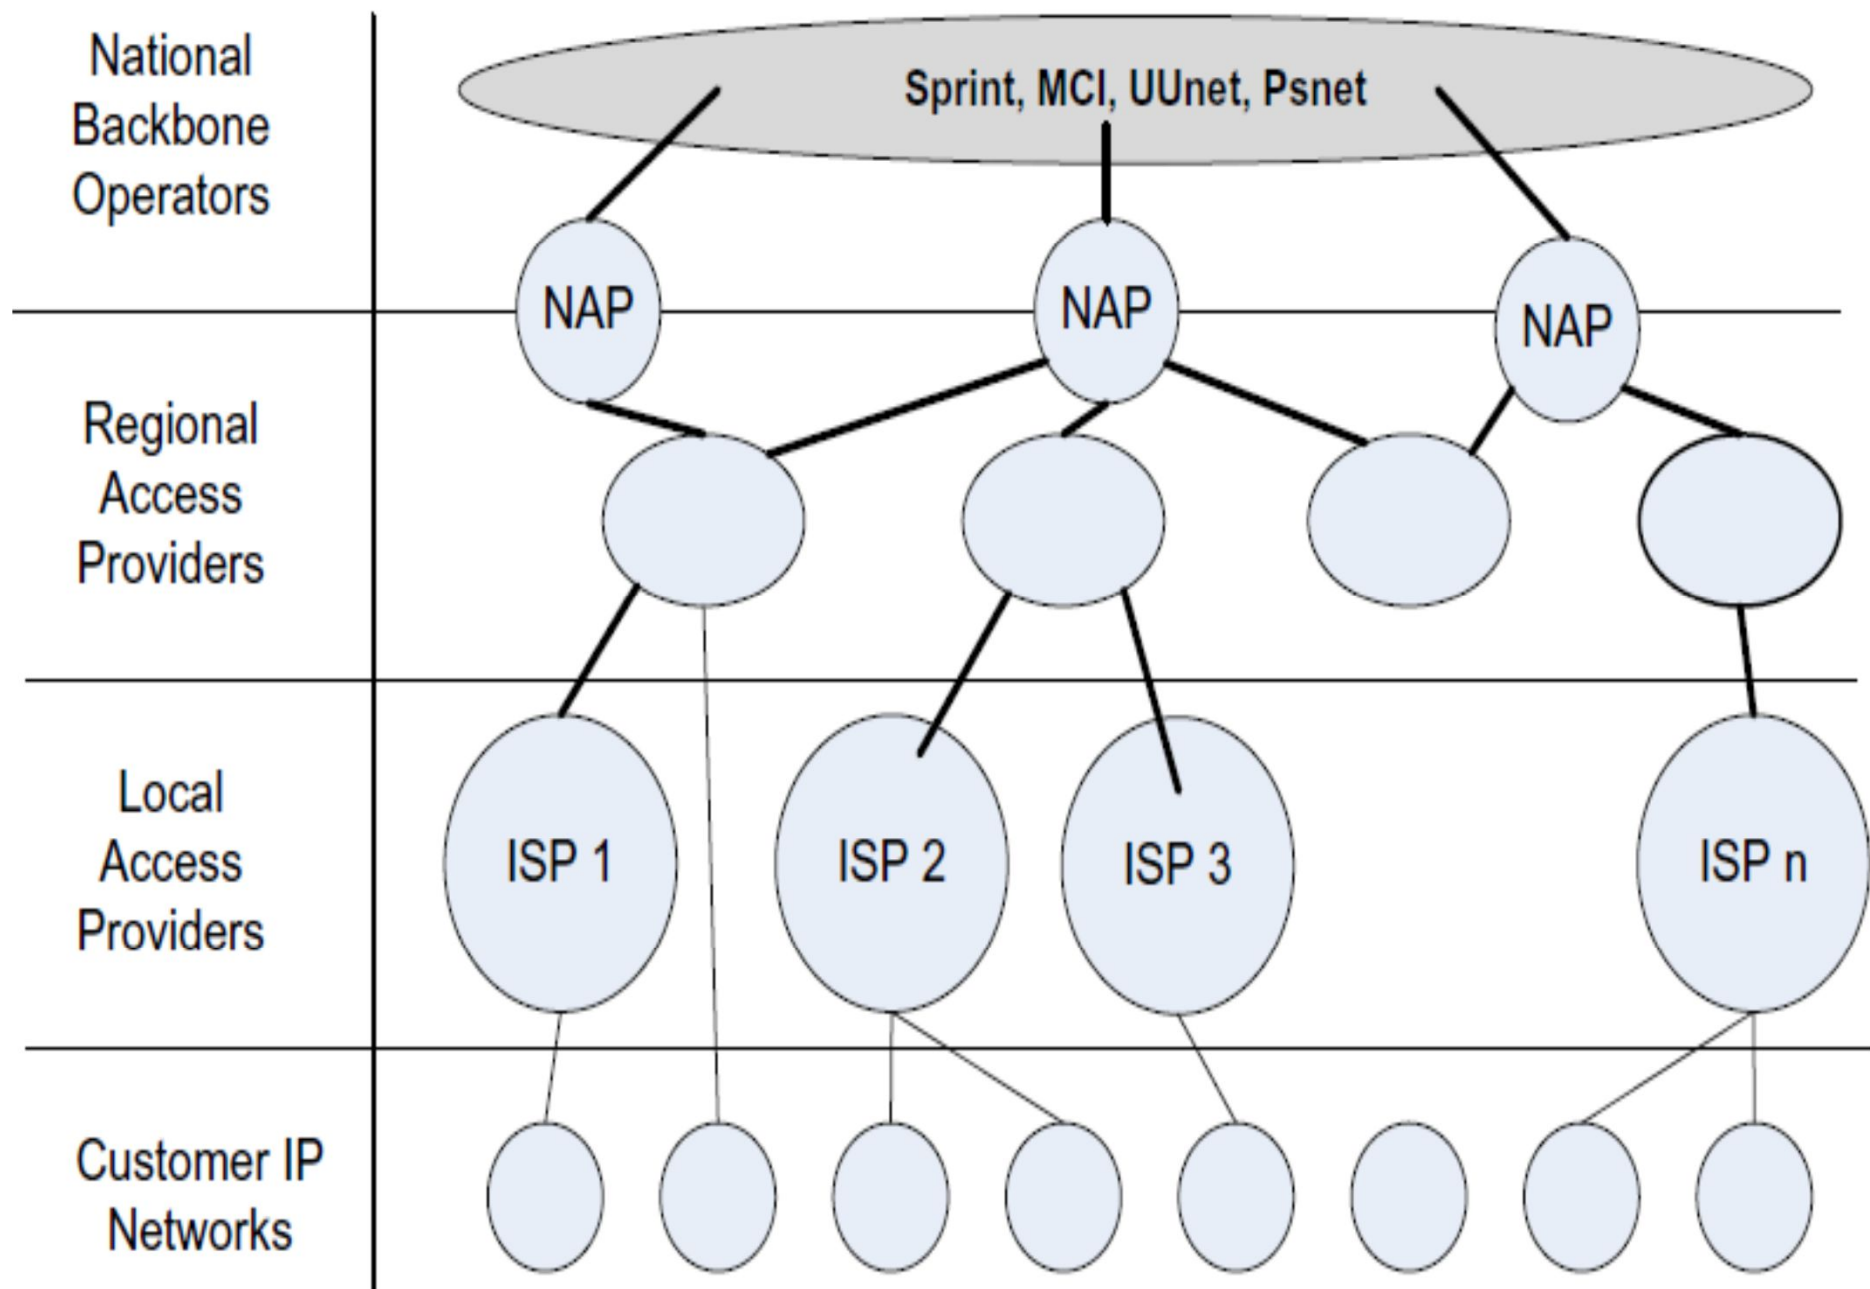 National
Backbone
Operators
Sprint, MCI, UUnet, Psnet
NAP
NAP
NAP
Regional
Access
Providers
Local
Access
Providers
ISP 1
ISP 2
ISP 3
ISP n
Customer IP
Networks